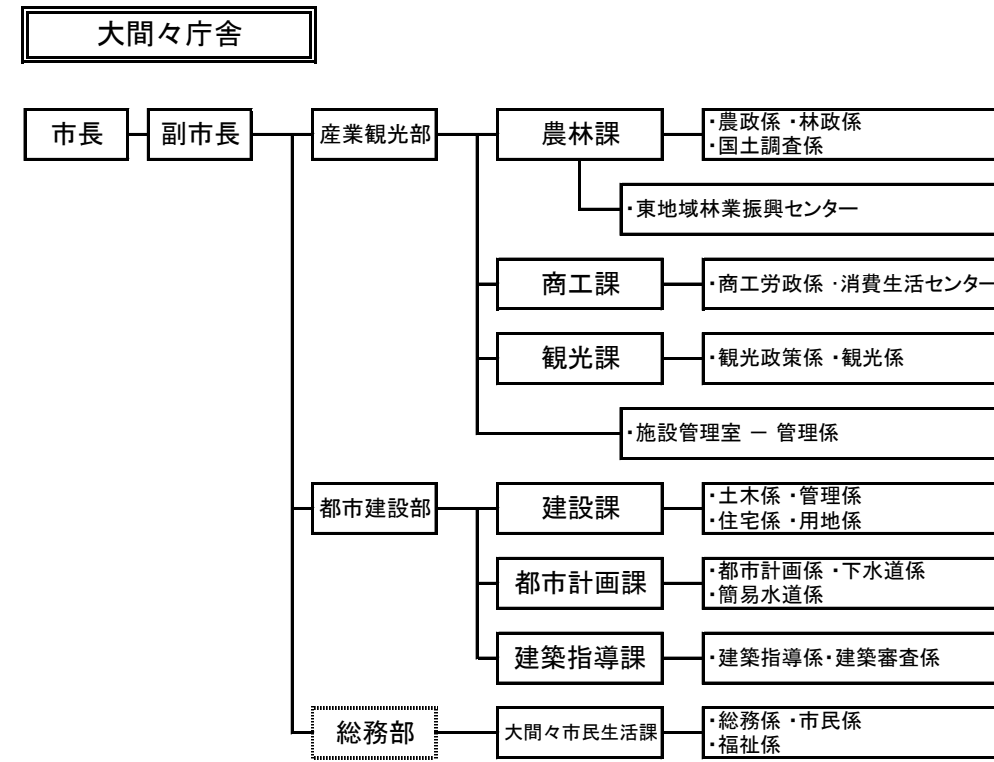 大間々庁舎
市長
副市長
産業観光部
農林課
・農政係 ・林政係
・国土調査係
・東地域林業振興センター
商工課
・商工労政係 ・消費生活センター
観光課
・観光政策係 ・観光係
・施設管理室 － 管理係
都市建設部
建設課
・土木係 ・管理係
・住宅係 ・用地係
都市計画課
・都市計画係 ・下水道係
・簡易水道係
建築指導課
・建築指導係・建築審査係
総務部
大間々市民生活課
・総務係 ・市民係
・福祉係